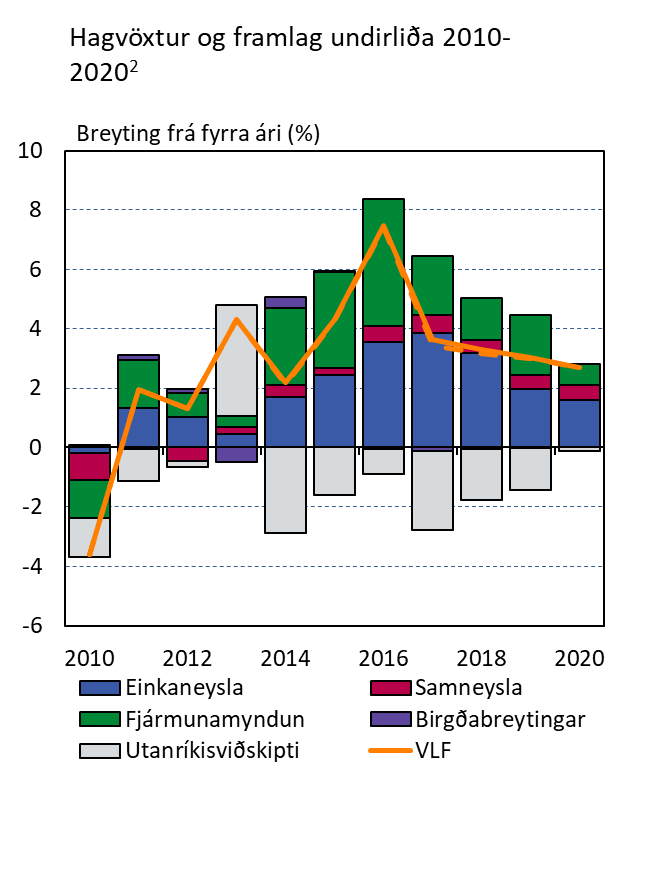 Hagvöxtur og framlag undirliða 2010-
2020²
Breyting frá fyrra ári (%)
10
8
6
4
2
0
-2
-4
-6
2010 2012 2014 2016 2018 2020
Einkaneysla Samneysla
Fjármunamyndun Birgðabreytingar
Utanríkisviðskipti VLF